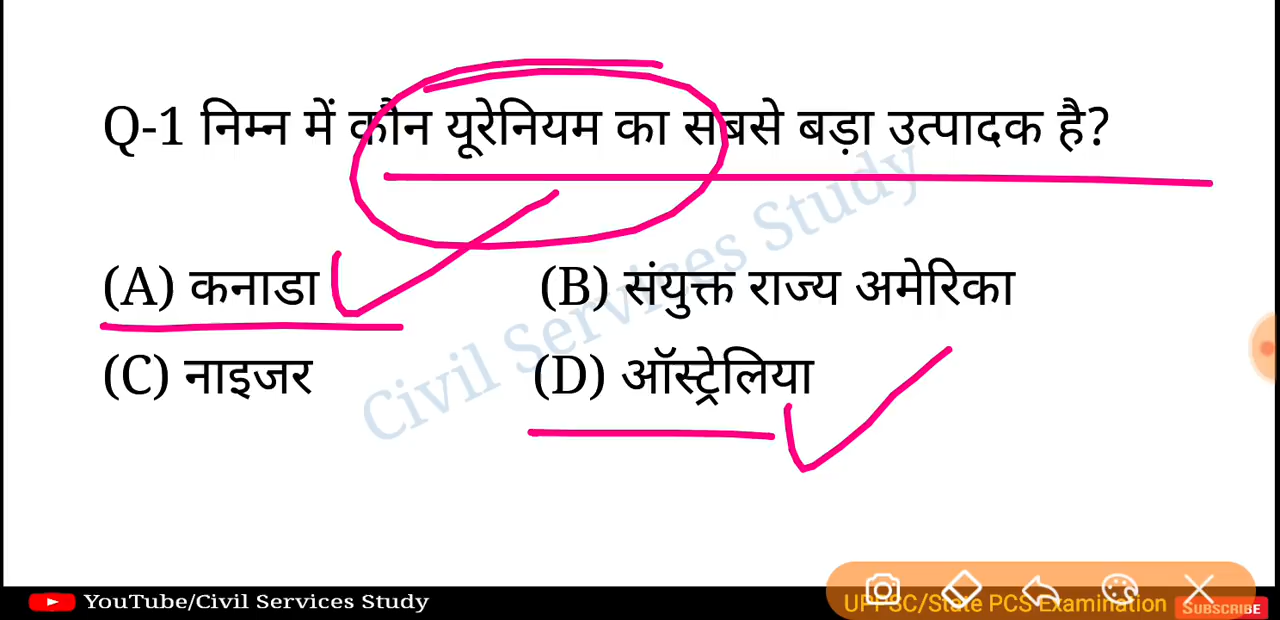 Q-1 निम्न में कौन यूरेनियम का सबसे बड़ा उत्पादक है?
(A) कनाडा (B) संयुक्त राज्य अमेरिका
(C) नाइजर (D) ऑस्ट्रेलिया
Civil Services Study
YouTube/Civil Services Study
UPPSC/State PCS Examination
SUBSCRIBE